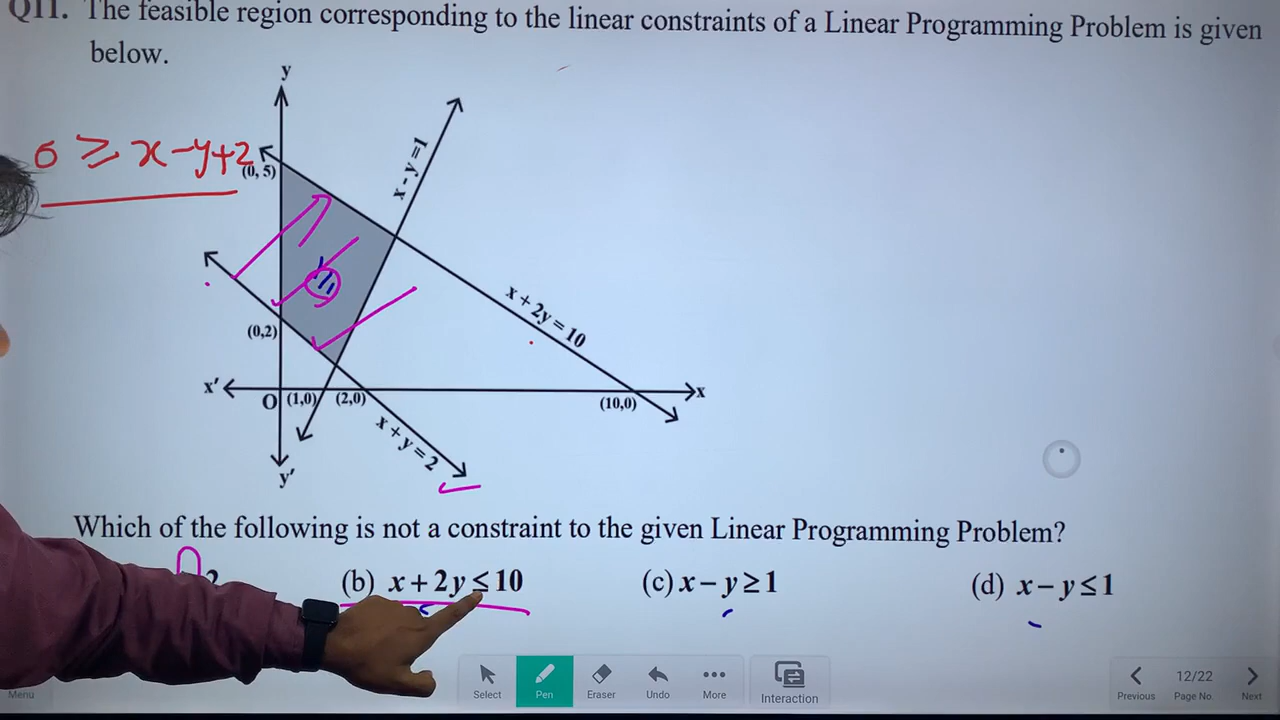 Q11. The feasible region corresponding to the linear constraints of a Linear Programming Problem is given
below.
y
0 ≥ x-y+2
(0, 5)
x - y =1
x + 2y = 10
(0,2)
x'
O
(1,0)
(2,0)
(10,0)
x
x + y = 2
y'
Which of the following is not a constraint to the given Linear Programming Problem?
2
(b) x + 2y ≤ 10
(c) x – y ≥ 1
(d) x – y ≤ 1
Select
Pen
Eraser
Undo
More
Interaction
Previous
12/22
Page No.
Next
Menu